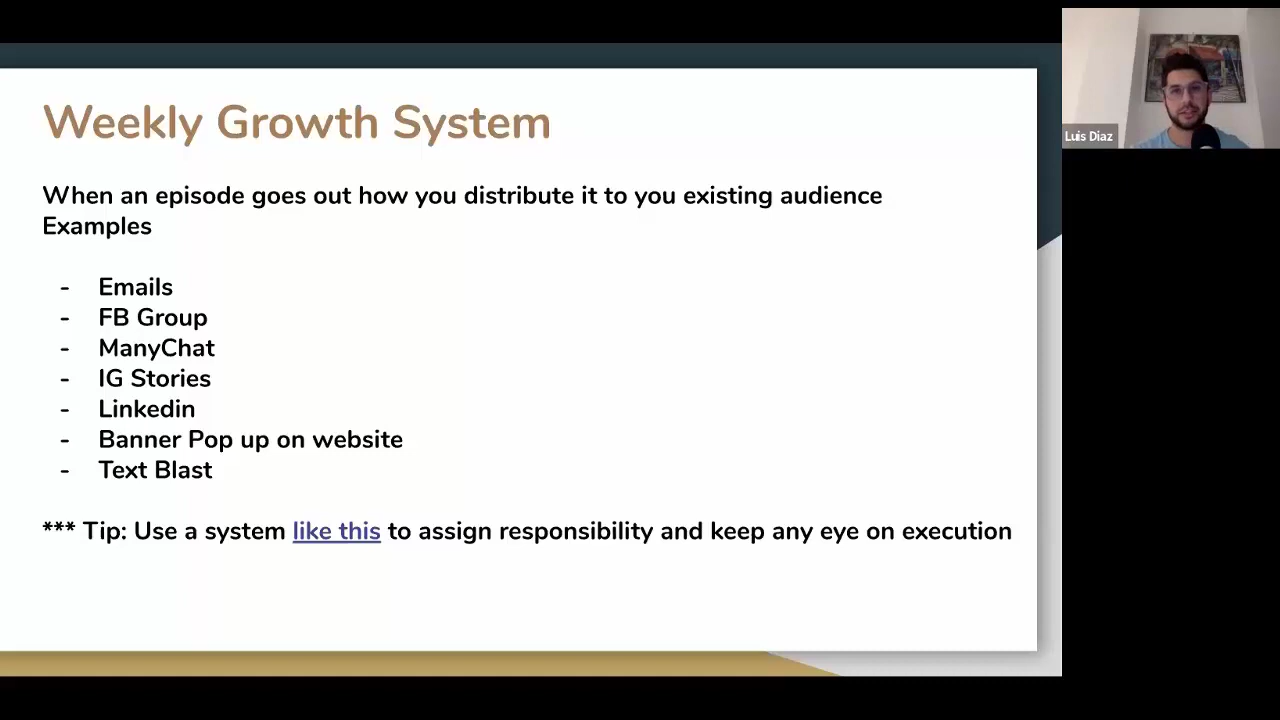 Weekly Growth System
When an episode goes out how you distribute it to you existing audience
Examples
- Emails
- FB Group
- ManyChat
- IG Stories
- Linkedin
- Banner Pop up on website
- Text Blast
*** Tip: Use a system like this to assign responsibility and keep any eye on execution
Luis Diaz